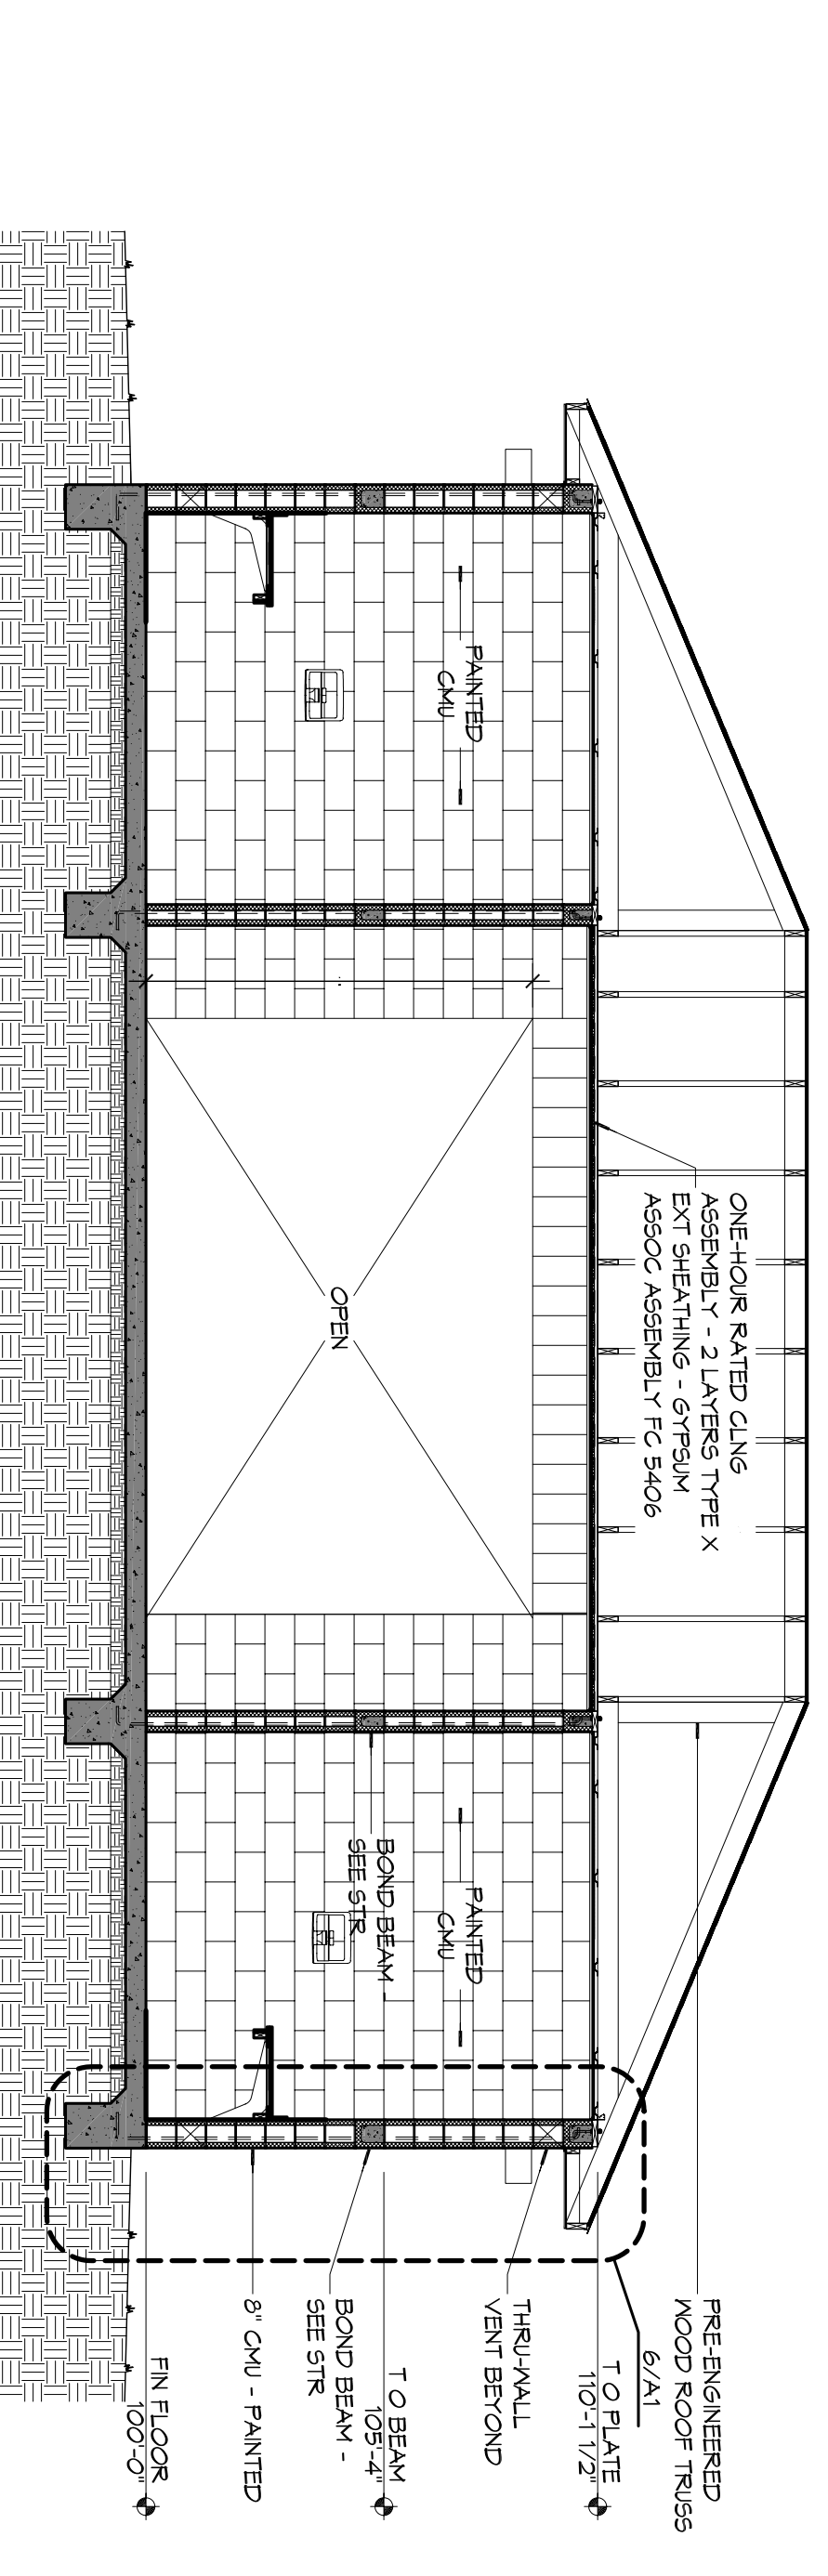 ONE-HOUR RATED CLNG
ASSEMBLY - 2 LAYERS TYPE X
EXT SHEATHING - GYPSUM
ASSOC ASSEMBLY FC 5406
PAINTED
CMU
OPEN
BOND BEAM -
SEE STR
PAINTED
CMU
PRE-ENGINEERED
WOOD ROOF TRUSS
6/A1
T O PLATE
110'-1 1/2"
THRU-WALL
VENT BEYOND
T O BEAM
105'-4"
BOND BEAM -
SEE STR
8" CMU - PAINTED
FIN FLOOR
100'-0"